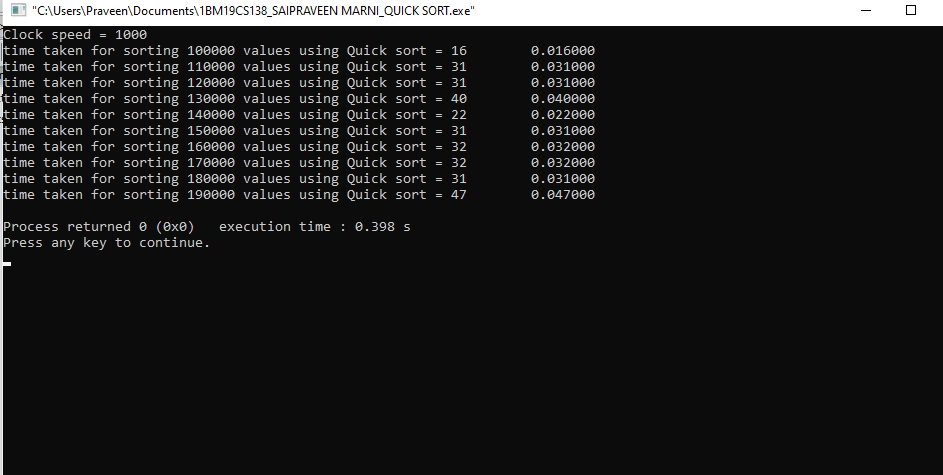 "C:\Users\Praveen\Documents\1BM19CS138_SAIPRAVEEN MARNI_QUICK SORT.exe"
Clock speed = 1000
time taken for sorting 100000 values using Quick sort = 16 0.016000
time taken for sorting 110000 values using Quick sort = 31 0.031000
time taken for sorting 120000 values using Quick sort = 31 0.031000
time taken for sorting 130000 values using Quick sort = 40 0.040000
time taken for sorting 140000 values using Quick sort = 22 0.022000
time taken for sorting 150000 values using Quick sort = 31 0.031000
time taken for sorting 160000 values using Quick sort = 32 0.032000
time taken for sorting 170000 values using Quick sort = 32 0.032000
time taken for sorting 180000 values using Quick sort = 31 0.031000
time taken for sorting 190000 values using Quick sort = 47 0.047000
Process returned 0 (0x0) execution time : 0.398 s
Press any key to continue.